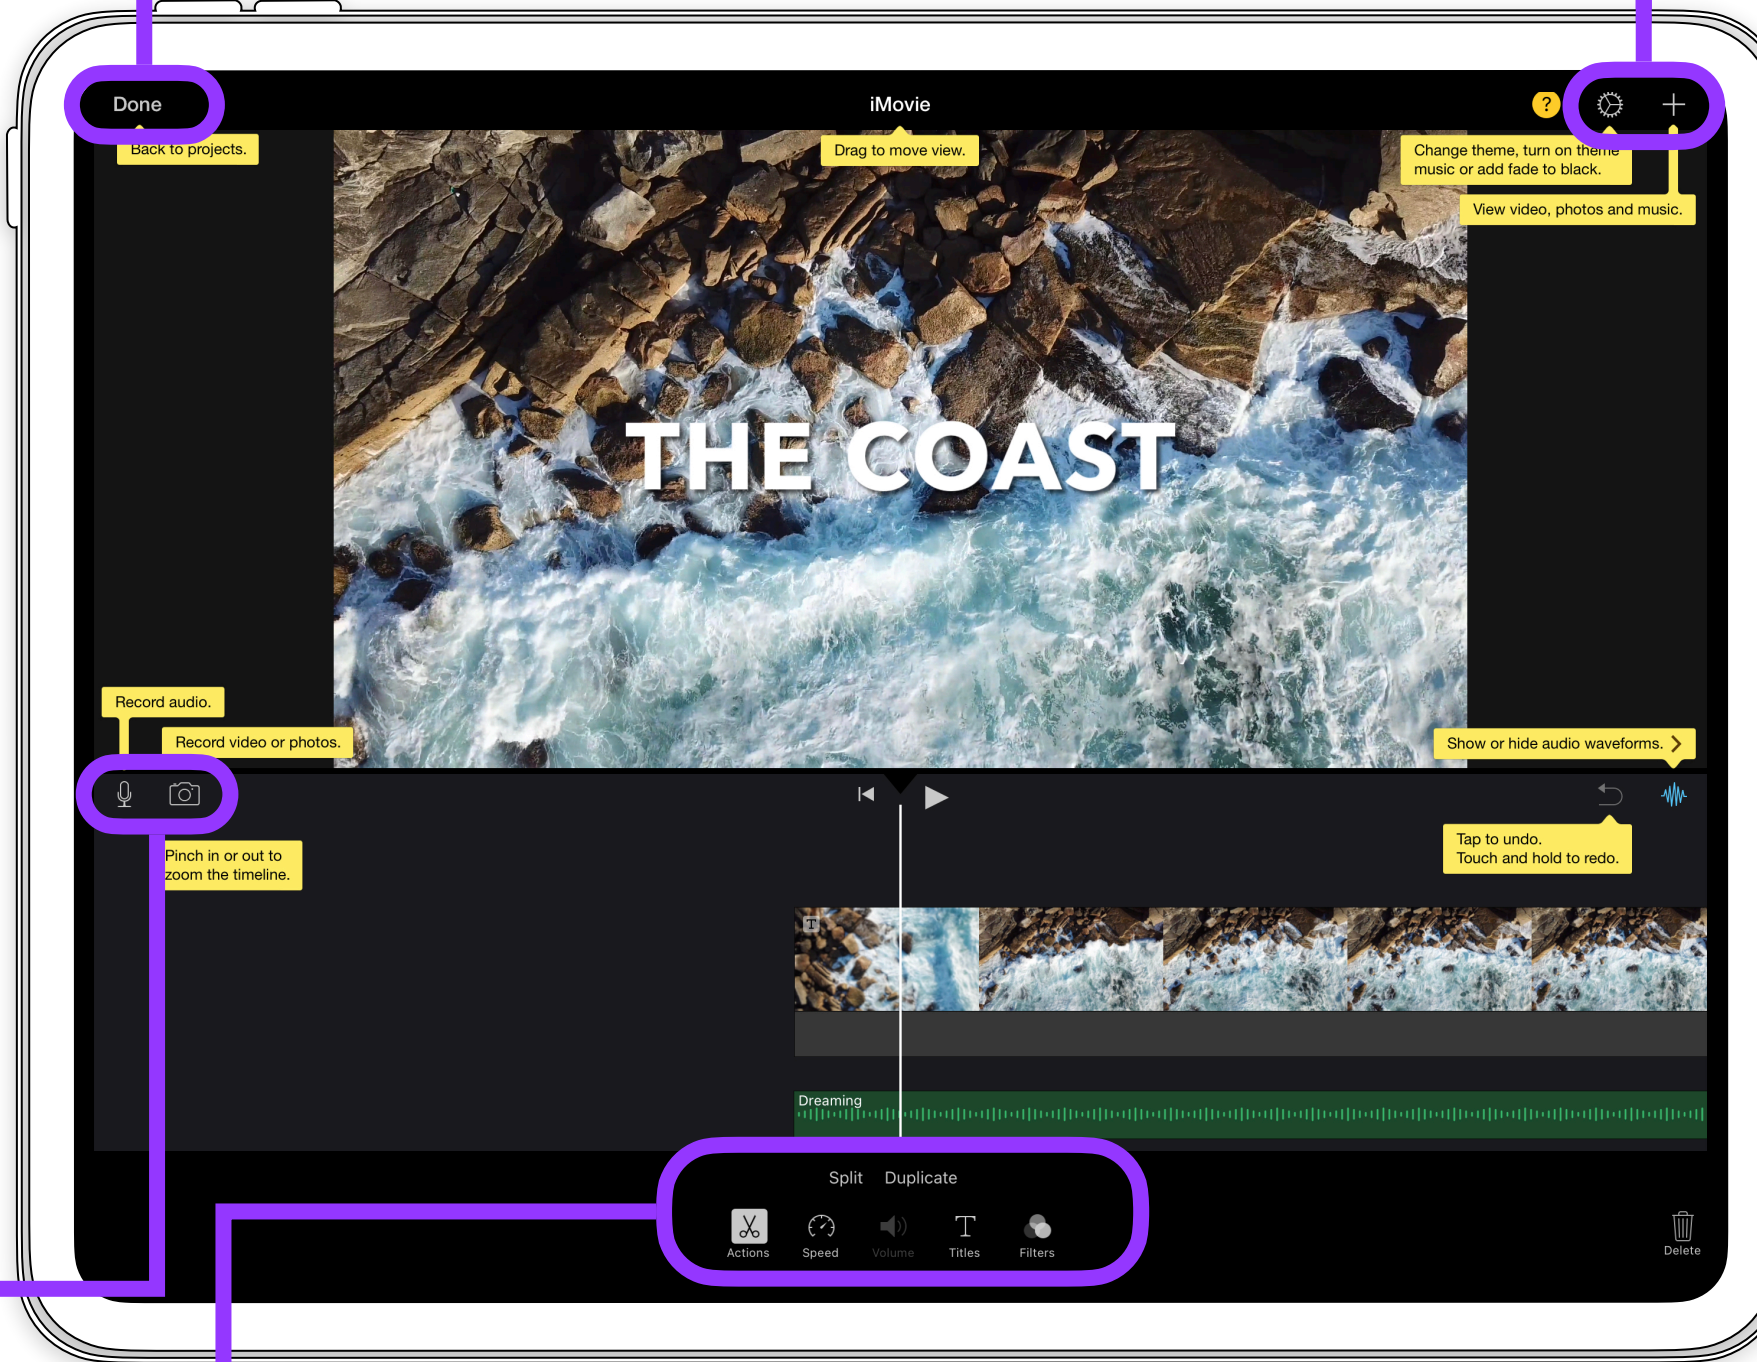 Done
iMovie
?
Back to projects.
Drag to move view.
Change theme, turn on theme
music or add fade to black.
View video, photos and music.
THE COAST
Record audio.
Record video or photos.
Show or hide audio waveforms.
Pinch in or out to
zoom the timeline.
Tap to undo.
Touch and hold to redo.
T
Dreaming
Split Duplicate
Actions Speed Volume Titles Filters
Delete